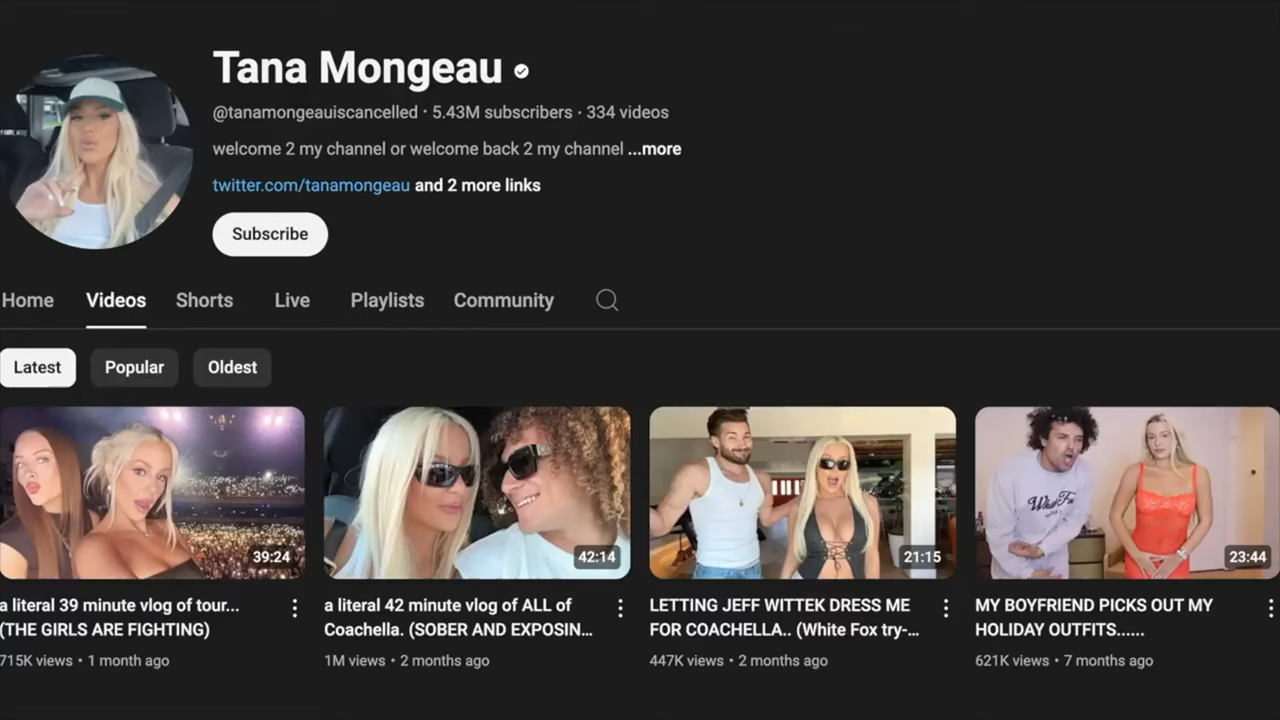 Tana Mongeau
@tanamongeauiscancelled · 5.43M subscribers · 334 videos
welcome 2 my channel or welcome back 2 my channel ...more
twitter.com/tanamongeau and 2 more links
Subscribe
Home Videos Shorts Live Playlists Community
Latest Popular Oldest
39:24 42:14 21:15 23:44
a literal 39 minute vlog of tour...
(THE GIRLS ARE FIGHTING)
715K views • 1 month ago
a literal 42 minute vlog of ALL of
Coachella. (SOBER AND EXPOSIN...
1M views • 2 months ago
LETTING JEFF WITTEK DRESS ME
FOR COACHELLA.. (White Fox try-...
447K views • 2 months ago
MY BOYFRIEND PICKS OUT MY
HOLIDAY OUTFITS......
621K views • 7 months ago